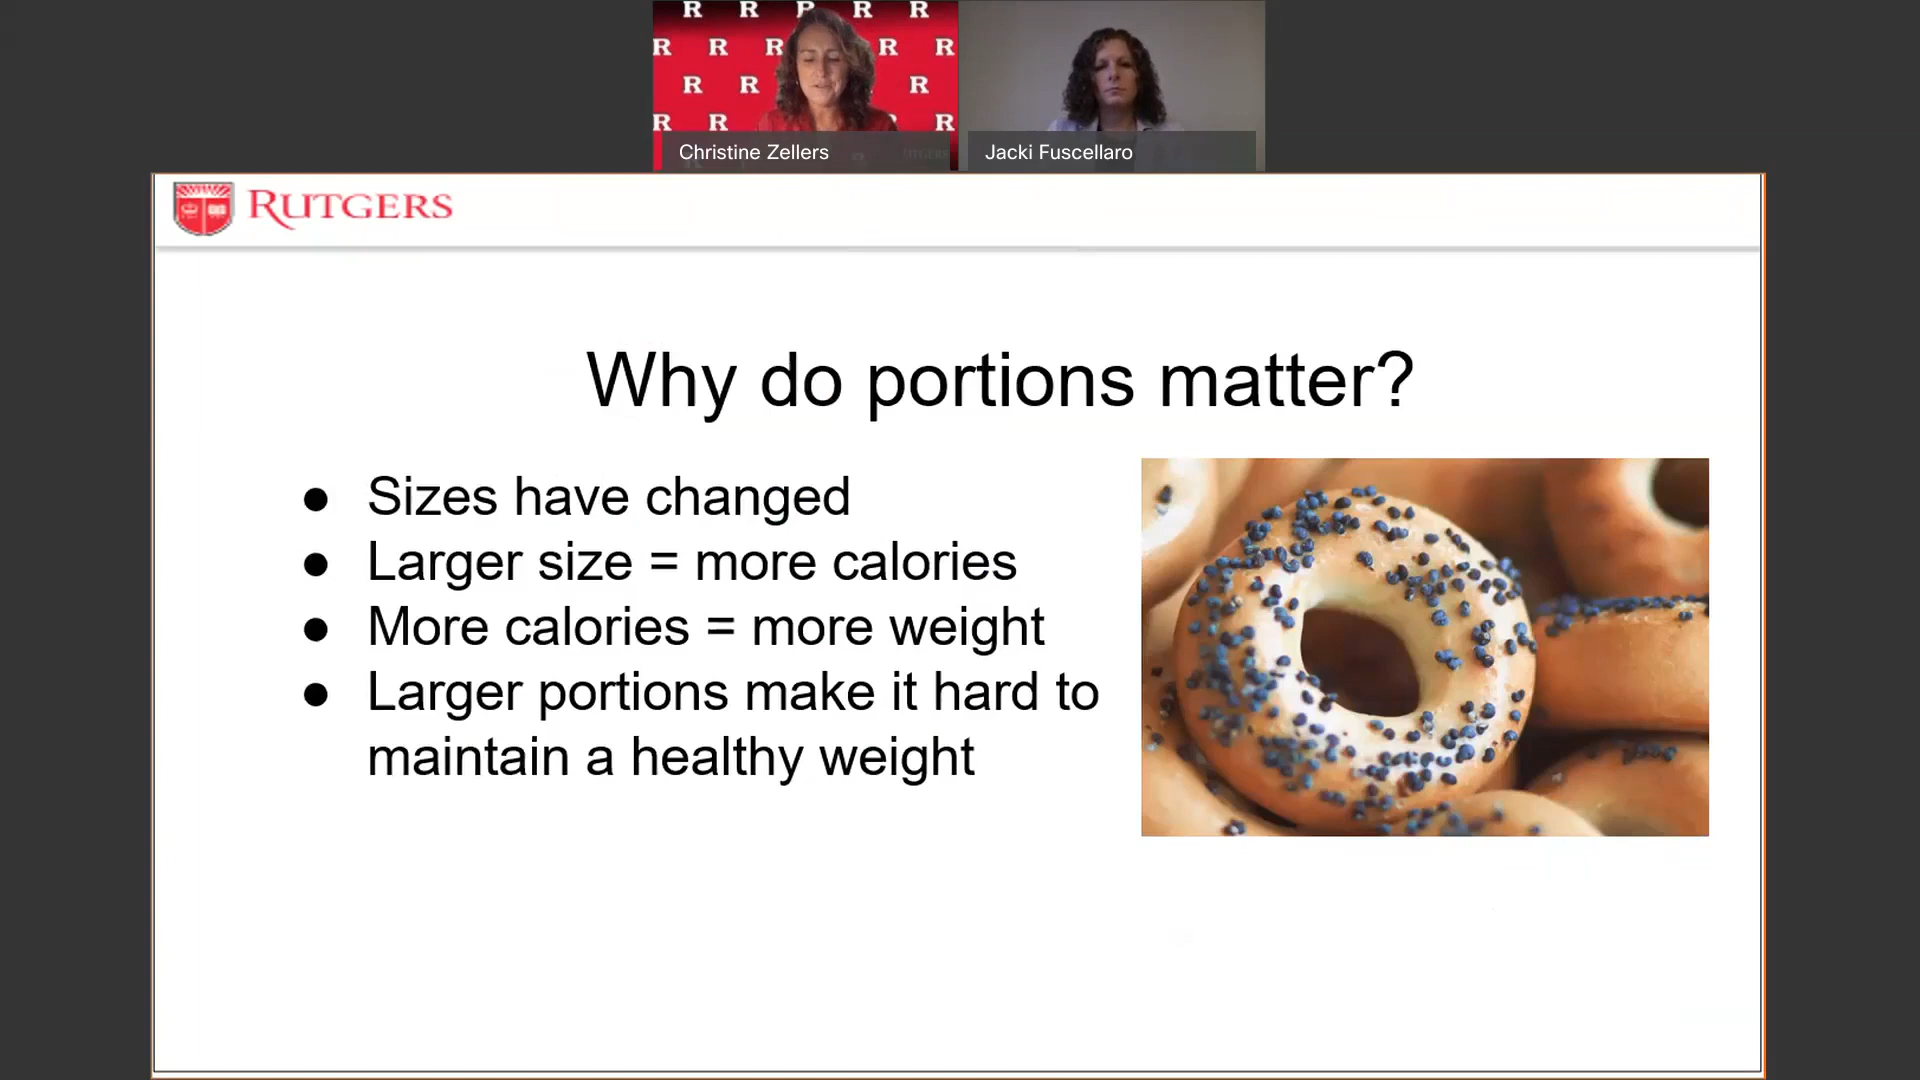 R R R R R
R R R R R
R R R
R R R
Christine Zellers
Jacki Fuscellaro
RUTGERS
Why do portions matter?
● Sizes have changed
● Larger size = more calories
● More calories = more weight
● Larger portions make it hard to
maintain a healthy weight